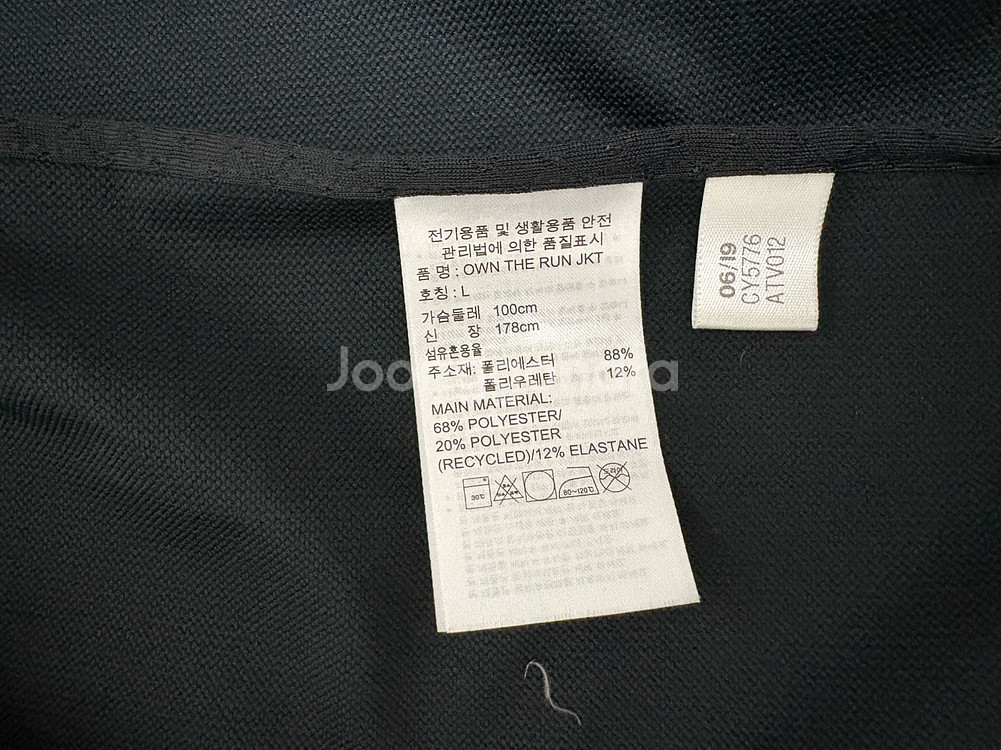 전기용품 및 생활용품 안전
관리법에 의한 품질표시
품 명 : OWN THE RUN JKT
호칭 : L
가슴둘레 100cm
신 장 178cm
섬유혼용율
주소재: 폴리에스터 88%
폴리우레탄 12%
MAIN MATERIAL:
68% POLYESTER/
20% POLYESTER
(RECYCLED)/12% ELASTANE
30℃
80~120℃
06/19
CY5776
ATV012